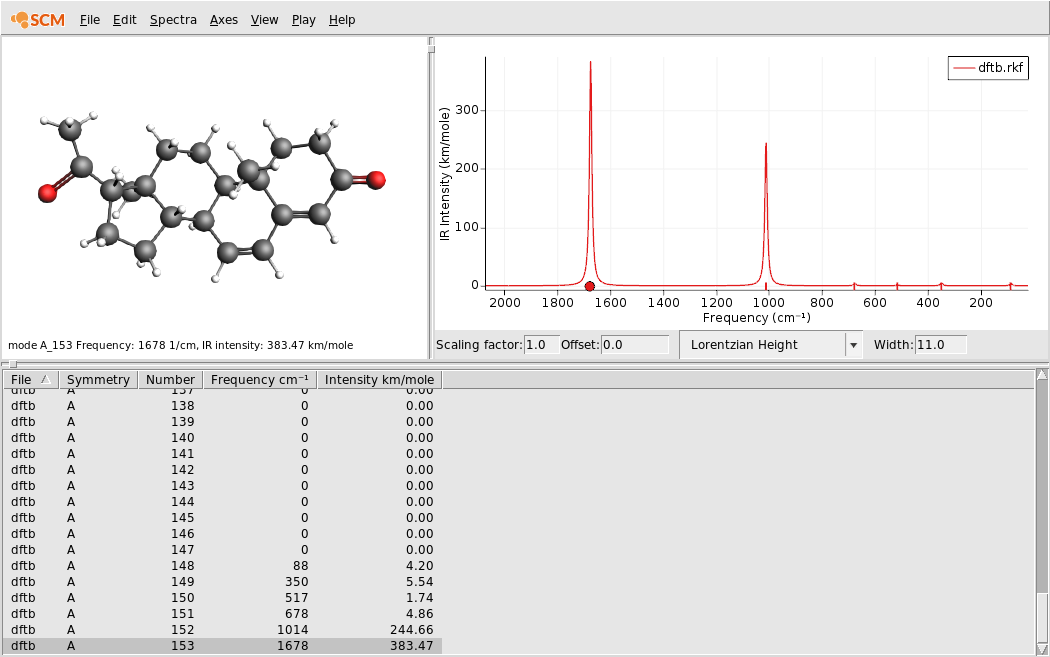 SCM File Edit Spectra Axes View Play Help
dftb.rkf
IR Intensity (km/mole)
300
200
100
0
2000 1800 1600 1400 1200 1000 800 600 400 200
Frequency (cm⁻¹)
mode A_153 Frequency: 1678 1/cm, IR intensity: 383.47 km/mole
Scaling factor: 1.0 Offset: 0.0 Lorentzian Height Width: 11.0
File Symmetry Number Frequency cm⁻¹ Intensity km/mole
dftb A 137 0 0.00
dftb A 138 0 0.00
dftb A 139 0 0.00
dftb A 140 0 0.00
dftb A 141 0 0.00
dftb A 142 0 0.00
dftb A 143 0 0.00
dftb A 144 0 0.00
dftb A 145 0 0.00
dftb A 146 0 0.00
dftb A 147 0 0.00
dftb A 148 88 4.20
dftb A 149 350 5.54
dftb A 150 517 1.74
dftb A 151 678 4.86
dftb A 152 1014 244.66
dftb A 153 1678 383.47